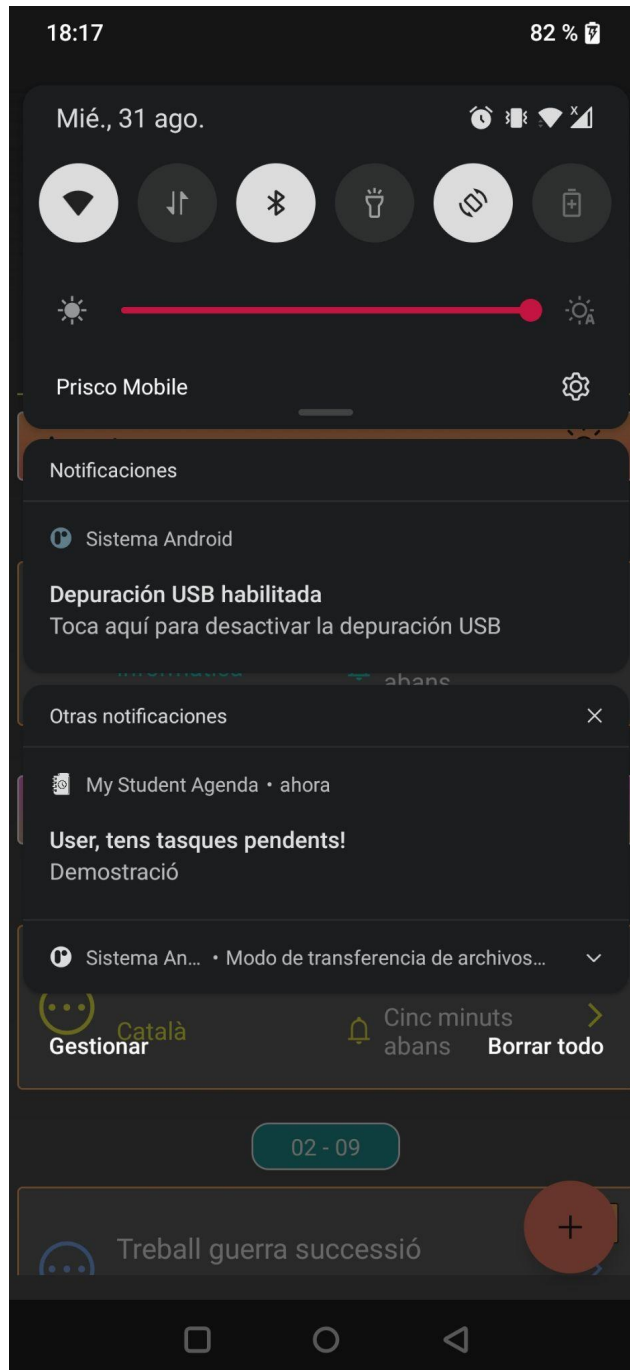 18:17
82 %
Mié., 31 ago.
Prisco Mobile
Notificaciones
Sistema Android
Depuración USB habilitada
Toca aquí para desactivar la depuración USB
abans
Otras notificaciones
My Student Agenda • ahora
User, tens tasques pendents!
Demostració
Sistema An... • Modo de transferencia de archivos...
Català
Cinc minuts
abans
Gestionar
Borrar todo
02 - 09
Treball guerra successió